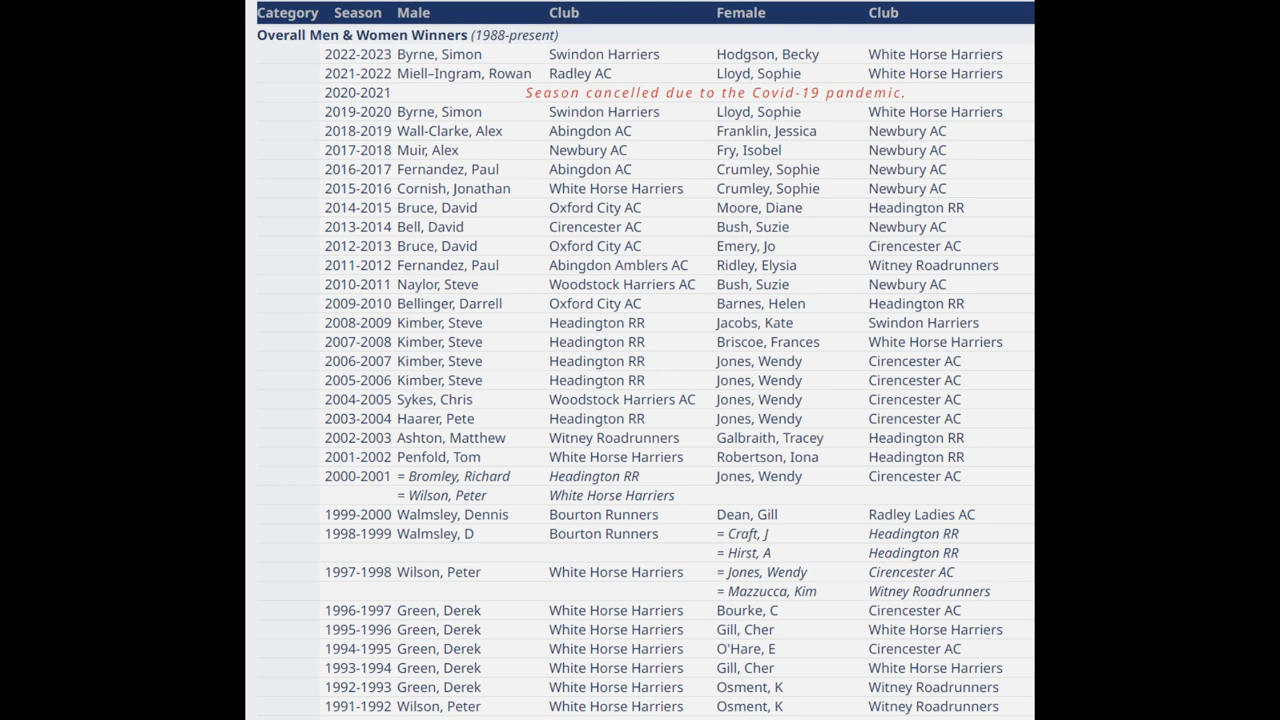 Category Season Male Club Female Club
Overall Men & Women Winners (1988-present)
2022-2023 Byrne, Simon Swindon Harriers Hodgson, Becky White Horse Harriers
2021-2022 Miell–Ingram, Rowan Radley AC Lloyd, Sophie White Horse Harriers
2020-2021 Season cancelled due to the Covid-19 pandemic.
2019-2020 Byrne, Simon Swindon Harriers Lloyd, Sophie White Horse Harriers
2018-2019 Wall-Clarke, Alex Abingdon AC Franklin, Jessica Newbury AC
2017-2018 Muir, Alex Newbury AC Fry, Isobel Newbury AC
2016-2017 Fernandez, Paul Abingdon AC Crumley, Sophie Newbury AC
2015-2016 Cornish, Jonathan White Horse Harriers Crumley, Sophie Newbury AC
2014-2015 Bruce, David Oxford City AC Moore, Diane Headington RR
2013-2014 Bell, David Cirencester AC Bush, Suzie Newbury AC
2012-2013 Bruce, David Oxford City AC Emery, Jo Cirencester AC
2011-2012 Fernandez, Paul Abingdon Amblers AC Ridley, Elysia Witney Roadrunners
2010-2011 Naylor, Steve Woodstock Harriers AC Bush, Suzie Newbury AC
2009-2010 Bellinger, Darrell Oxford City AC Barnes, Helen Headington RR
2008-2009 Kimber, Steve Headington RR Jacobs, Kate Swindon Harriers
2007-2008 Kimber, Steve Headington RR Briscoe, Frances White Horse Harriers
2006-2007 Kimber, Steve Headington RR Jones, Wendy Cirencester AC
2005-2006 Kimber, Steve Headington RR Jones, Wendy Cirencester AC
2004-2005 Sykes, Chris Woodstock Harriers AC Jones, Wendy Cirencester AC
2003-2004 Haarer, Pete Headington RR Jones, Wendy Cirencester AC
2002-2003 Ashton, Matthew Witney Roadrunners Galbraith, Tracey Headington RR
2001-2002 Penfold, Tom White Horse Harriers Robertson, Iona Headington RR
2000-2001 = Bromley, Richard Headington RR Jones, Wendy Cirencester AC
= Wilson, Peter White Horse Harriers
1999-2000 Walmsley, Dennis Bourton Runners Dean, Gill Radley Ladies AC
1998-1999 Walmsley, D Bourton Runners = Craft, J Headington RR
= Hirst, A Headington RR
1997-1998 Wilson, Peter White Horse Harriers = Jones, Wendy Cirencester AC
= Mazzucca, Kim Witney Roadrunners
1996-1997 Green, Derek White Horse Harriers Bourke, C Cirencester AC
1995-1996 Green, Derek White Horse Harriers Gill, Cher White Horse Harriers
1994-1995 Green, Derek White Horse Harriers O'Hare, E Cirencester AC
1993-1994 Green, Derek White Horse Harriers Gill, Cher White Horse Harriers
1992-1993 Green, Derek White Horse Harriers Osment, K Witney Roadrunners
1991-1992 Wilson, Peter White Horse Harriers Osment, K Witney Roadrunners